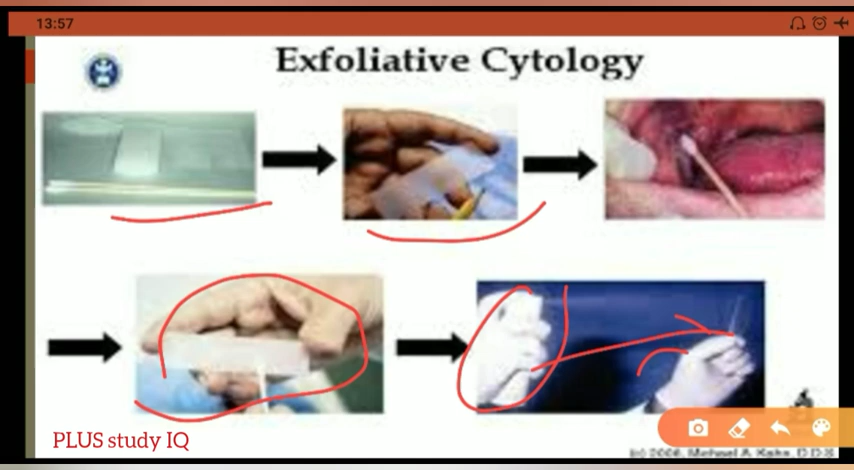 13:57
Exfoliative Cytology
PLUS study IQ
(c) 2006, Michael A. Kahn, D.D.S.